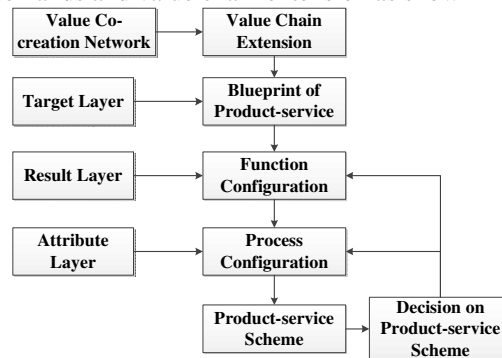 Value Co-
creation Network
Value Chain
Extension
Target Layer
Blueprint of
Product-service
Result Layer
Function
Configuration
Attribute
Layer
Process
Configuration
Product-service
Scheme
Decision on
Product-service
Scheme